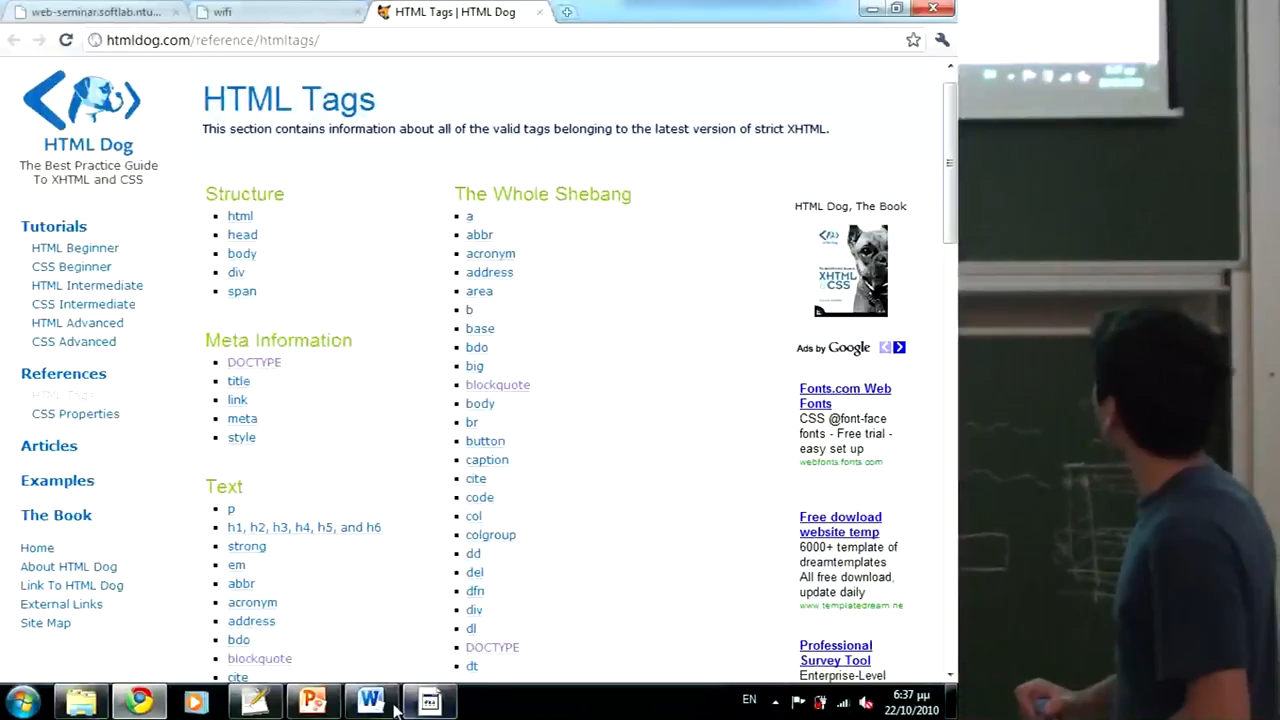 web-seminar.softlab.ntu...
wifi
HTML Tags | HTML Dog
htmldog.com/reference/htmltags/
HTML Dog
The Best Practice Guide
To XHTML and CSS
Tutorials
HTML Beginner
CSS Beginner
HTML Intermediate
CSS Intermediate
HTML Advanced
CSS Advanced
References
HTML Tags
CSS Properties
Articles
Examples
The Book
Home
About HTML Dog
Link To HTML Dog
External Links
Site Map
HTML Tags
This section contains information about all of the valid tags belonging to the latest version of strict XHTML.
Structure
html
head
body
div
span
Meta Information
DOCTYPE
title
link
meta
style
Text
p
h1, h2, h3, h4, h5, and h6
strong
em
abbr
acronym
address
bdo
blockquote
cite
The Whole Shebang
a
abbr
acronym
address
area
b
base
bdo
big
blockquote
body
br
button
caption
cite
code
col
colgroup
dd
del
dfn
div
dl
DOCTYPE
dt
HTML Dog, The Book
XHTML
CSS
Ads by Google
Fonts.com Web
Fonts
CSS @font-face
fonts - Free trial -
easy set up
webfonts.fonts.com
Free dowload
website temp
6000+ template of
dreamtemplates
All free download,
update daily
www.templatedream.ne
Professional
Survey Tool
Enterprise-Level
EN
6:37 μμ
22/10/2010